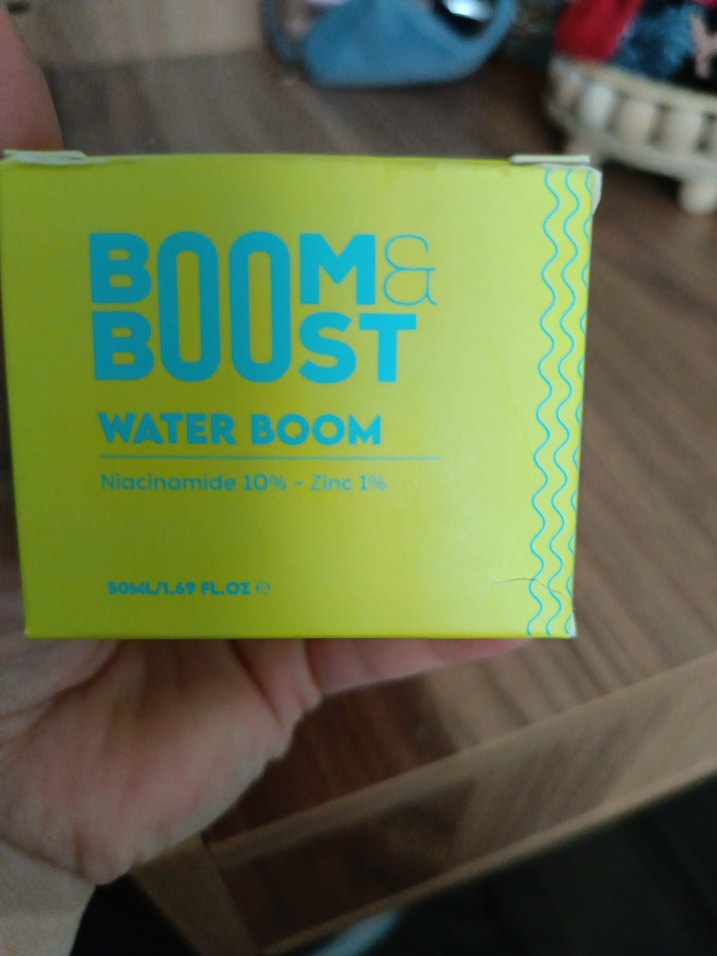 BOOM&
BOOST
WATER BOOM
Niacinamide 10% - Zinc 1%
50ML/1.69 FL.OZ ℮